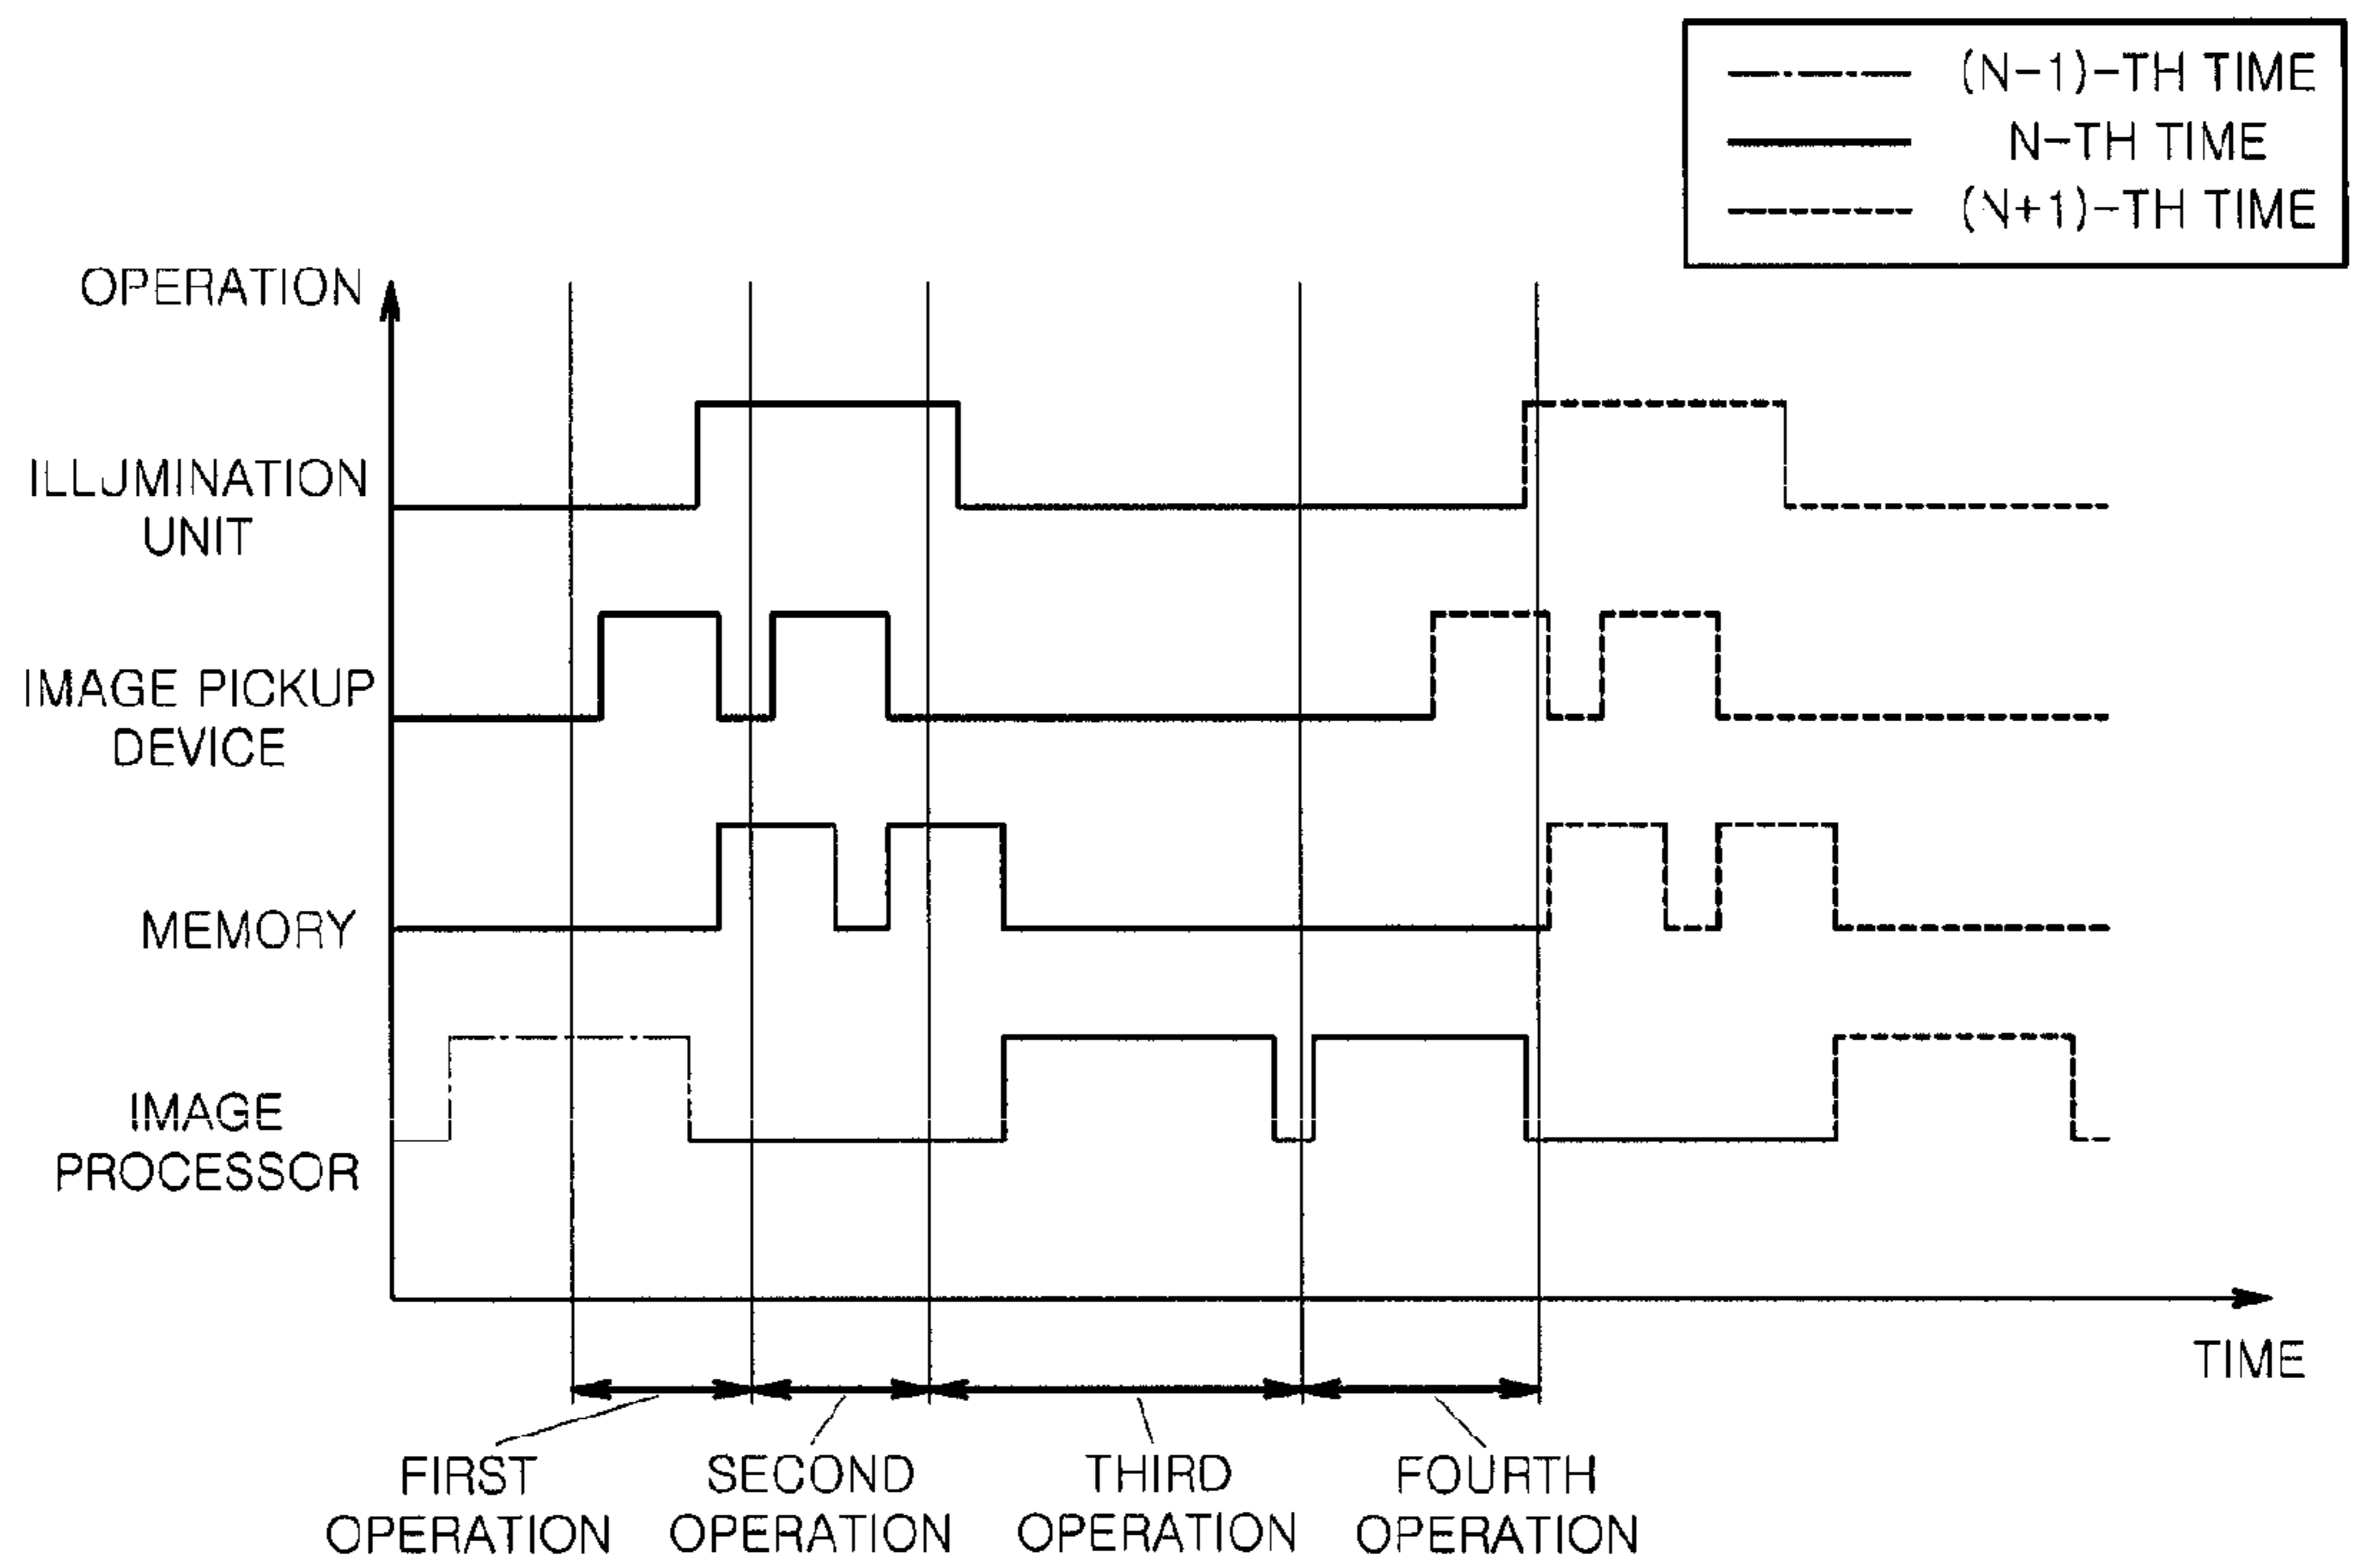 (N-1)-TH TIME
N-TH TIME
(N+1)-TH TIME
OPERATION
ILLUMINATION
UNIT
IMAGE PICKUP
DEVICE
MEMORY
IMAGE
PROCESSOR
TIME
FIRST
OPERATION
SECOND
OPERATION
THIRD
OPERATION
FOURTH
OPERATION